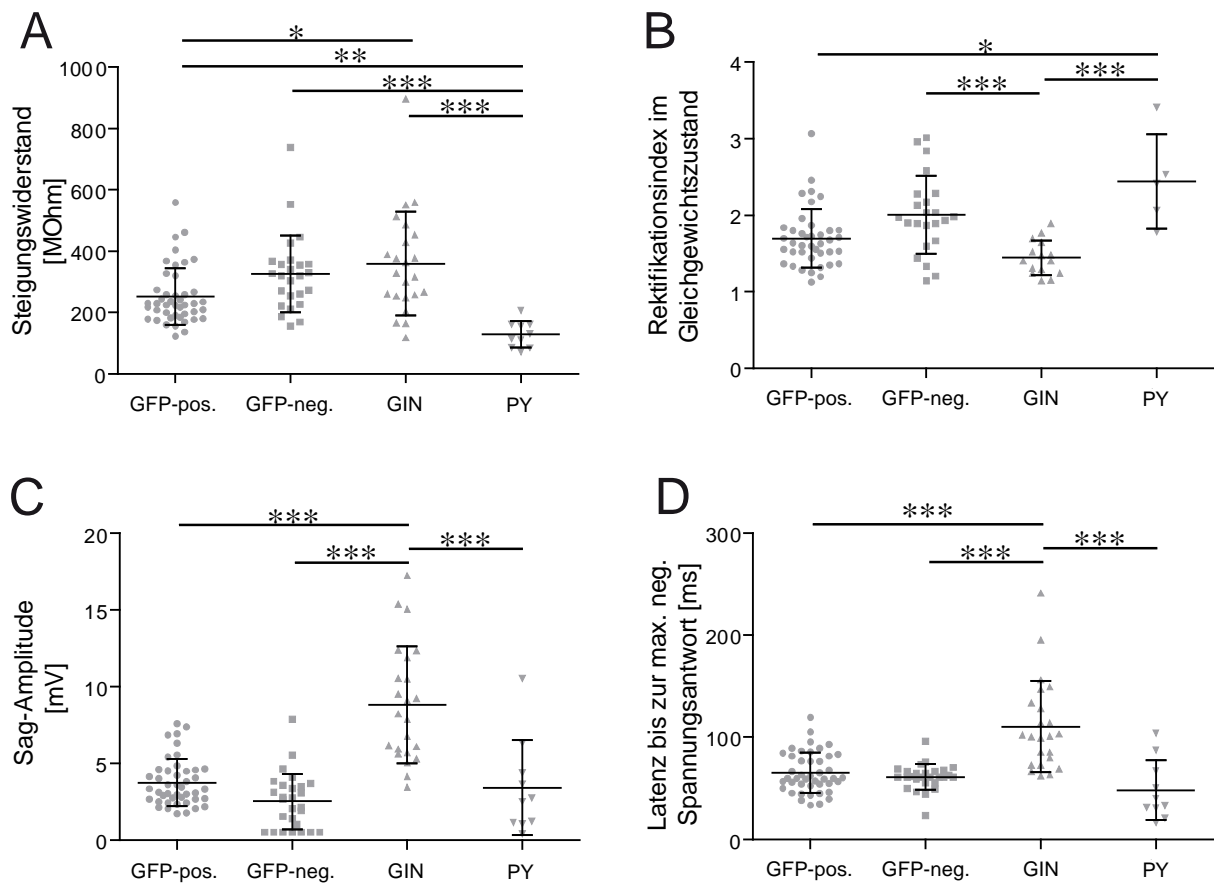 A
*
**
***
***
Steigungswiderstand
[MOhm]
1000
800
600
400
200
0
GFP-pos. GFP-neg. GIN PY
B
*
***
***
Rektifikationsindex im
Gleichgewichtszustand
4
3
2
1
0
GFP-pos. GFP-neg. GIN PY
C
***
***
***
Sag-Amplitude
[mV]
20
15
10
5
0
GFP-pos. GFP-neg. GIN PY
D
***
***
***
Latenz bis zur max. neg.
Spannungsantwort [ms]
300
200
100
0
GFP-pos. GFP-neg. GIN PY